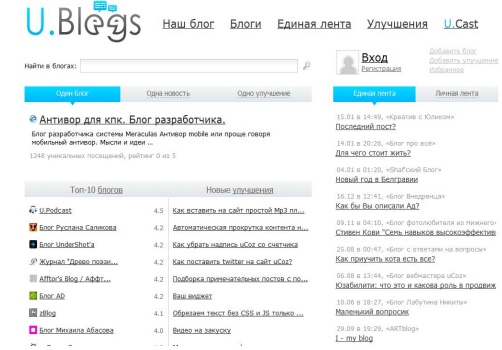 U.Blogs
Наш блог Блоги Единая лента Улучшения U.Cast
Найти в блогах:
Вход
Регистрация
Добавить блог
Добавить улучшение
Избранное
Один блог Одна новость Одно улучшение
Антивор для кпк. Блог разработчика.
Блог разработчика системы Meraculas Антивор mobile или проще говоря
мобильный антивор. Мысли и идеи ...
1248 уникальных посещений, рейтинг 0 из 5
Топ-10 блогов
U.Podcast 4.5
Блог Руслана Саликова 4.2
Блог UnderShot'a 4.2
Журнал "Древо поэзи... 4.2
Afftor's Blog / Аффт... 4.2
Блог AD 4.2
zBlog 4.1
Блог Михаила Абасова 4.0
Новые улучшения
Как вставить на сайт простой Mp3 пл...
Автоматическая прокрутка контента н...
Как убрать надпись uCoz со счетчика
Как поставить twitter на сайт uCoz?
Подборка примечательных постов с по...
Ваш виджет
Обрезаем текст без CSS и JS только ...
Видео на закуску
Единая лента Личная лента
15.01 в 14:49, «Креатив с Юликом»
Последний пост?
14.01 в 20:26, «Блог про всё»
Для чего стоит жить?
04.01 в 01:20, «Shaf'ский Блог»
Новый год в Белгравии
16.12 в 12:41, «Блог Внедреца»
Как бы Вы описали Ад?
09.11 в 04:10, «Блог фотолюбителя из Нижнего
Стивен Кови "Семь навыков высокоэффектив
25.08 в 00:47, «Блог с ответами на вопросы»
Как приучить кота есть все?
06.08 в 13:44, «Блог вебмастера uCoz»
Юзабилити: что это и какова роль в продвиж
10.06 в 18:27, «Блог Лабутина Никиты»
Маленький вопросик
29.09 в 19:29, «ARTblog»
I - my blog